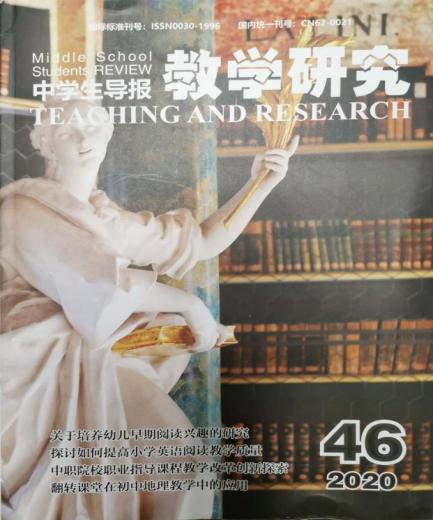 国际标准刊号：ISSN0030-1996 国内统一刊号：CN62-0021
INI
Middle School
Students REVIEW
中学生导报
教学研究
TEACHING AND RESEARCH
关于培养幼儿早期阅读兴趣的研究
探讨如何提高小学英语阅读教学质量
中职院校职业指导课程教学改革创新探索
翻转课堂在初中地理教学中的应用
46
2020